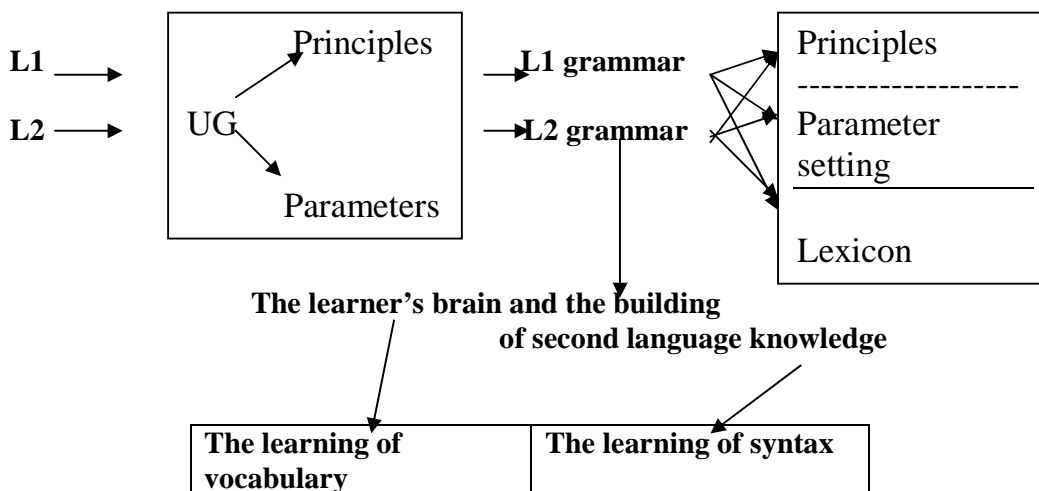 L1
L2
Principles
UG
Parameters
L1 grammar
L2 grammar
Principles
----------------------
Parameter
setting
Lexicon
The learner’s brain and the building
of second language knowledge
The learning of
vocabulary
The learning of syntax